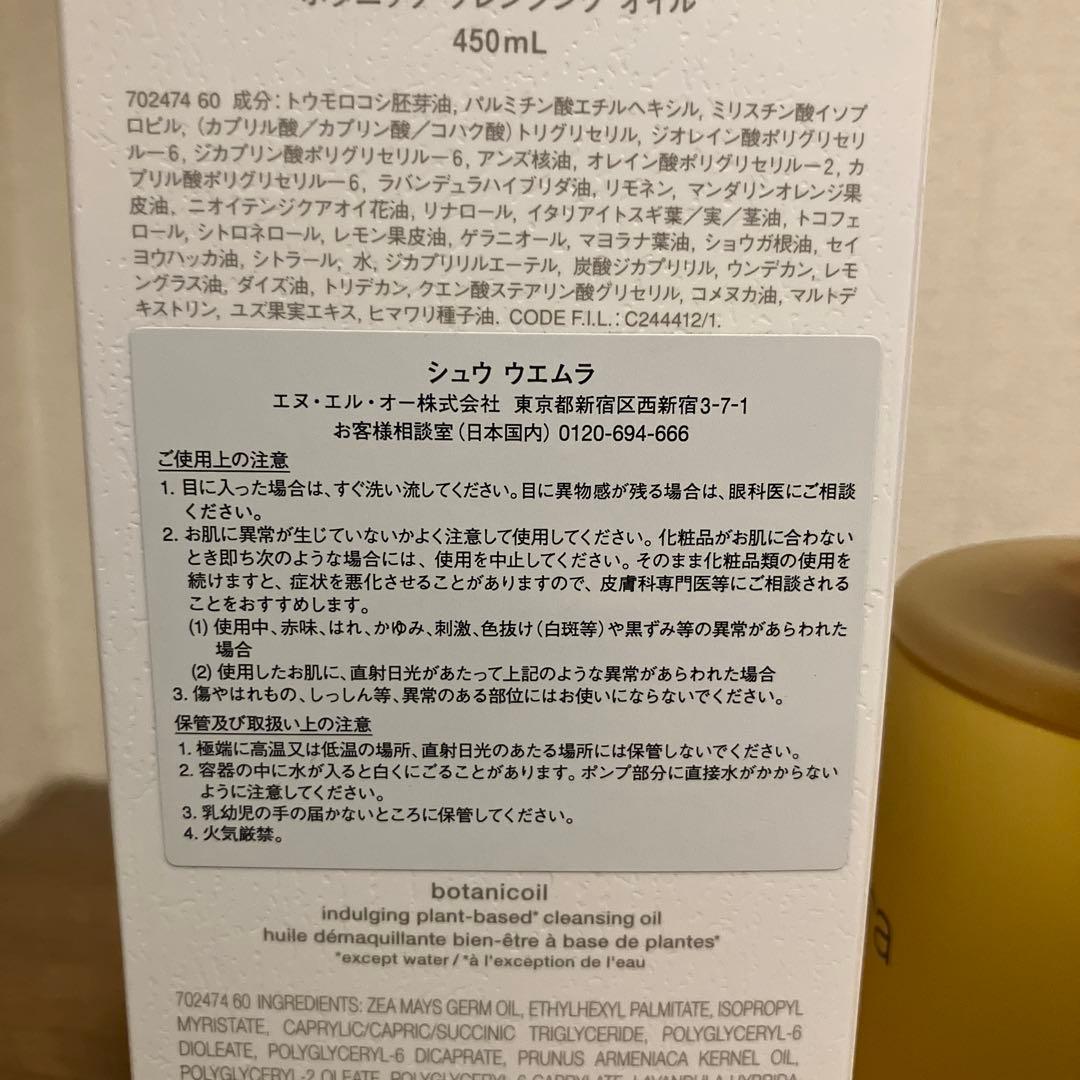 ボタニック クレンジング オイル
450mL
702474 60 成分：トウモロコシ胚芽油, パルミチン酸エチルヘキシル, ミリスチン酸イソプ
ロピル, (カプリル酸／カプリン酸／コハク酸)トリグリセリル, ジオレイン酸ポリグリセリ
ル－6, ジカプリン酸ポリグリセリル－6, アンズ核油, オレイン酸ポリグリセリル－2, カ
プリル酸ポリグリセリル－6, ラバンデュラハイブリダ油, リモネン, マンダリンオレンジ果
皮油, ニオイテンジクアオイ花油, リナロール, イタリアイトスギ葉／実／茎油, トコフェ
ロール, シトロネロール, レモン果皮油, ゲラニオール, マヨラナ葉油, ショウガ根油, セイ
ヨウハッカ油, シトラール, 水, ジカプリリルエーテル, 炭酸ジカプリリル, ウンデカン, レモ
ングラス油, ダイズ油, トリデカン, クエン酸ステアリン酸グリセリル, コメヌカ油, マルトデ
キストリン, ユズ果実エキス, ヒマワリ種子油. CODE F.I.L.：C244412/1.
シュウ ウエムラ
エヌ・エル・オー株式会社 東京都新宿区西新宿3-7-1
お客様相談室（日本国内）0120-694-666
ご使用上の注意
1. 目に入った場合は、すぐ洗い流してください。目に異物感が残る場合は、眼科医にご相談
ください。
2. お肌に異常が生じていないかよく注意して使用してください。化粧品がお肌に合わない
とき即ち次のような場合には、使用を中止してください。そのまま化粧品類の使用を
続けますと、症状を悪化させることがありますので、皮膚科専門医等にご相談される
ことをおすすめします。
(1) 使用中、赤味、はれ、かゆみ、刺激、色抜け（白斑等）や黒ずみ等の異常があらわれた
場合
(2) 使用したお肌に、直射日光があたって上記のような異常があらわれた場合
3. 傷やはれもの、しっしん等、異常のある部位にはお使いにならないでください。
保管及び取扱い上の注意
1. 極端に高温又は低温の場所、直射日光のあたる場所には保管しないでください。
2. 容器の中に水が入ると白くにごることがあります。ポンプ部分に直接水がかからない
ように注意してください。
3. 乳幼児の手の届かないところに保管してください。
4. 火気厳禁。
botanicoil
indulging plant-based* cleansing oil
huile démaquillante bien-être à base de plantes*
*except water / *à l'exception de l'eau
702474 60 INGREDIENTS: ZEA MAYS GERM OIL, ETHYLHEXYL PALMITATE, ISOPROPYL
MYRISTATE, CAPRYLIC/CAPRIC/SUCCINIC TRIGLYCERIDE, POLYGLYCERYL-6
DIOLEATE, POLYGLYCERYL-6 DICAPRATE, PRUNUS ARMENIACA KERNEL OIL,
POLYGLYCERYL-2 OLEATE, POLYGLYCERYL-6 CAPRYLATE, LAVANDULA HYBRIDA